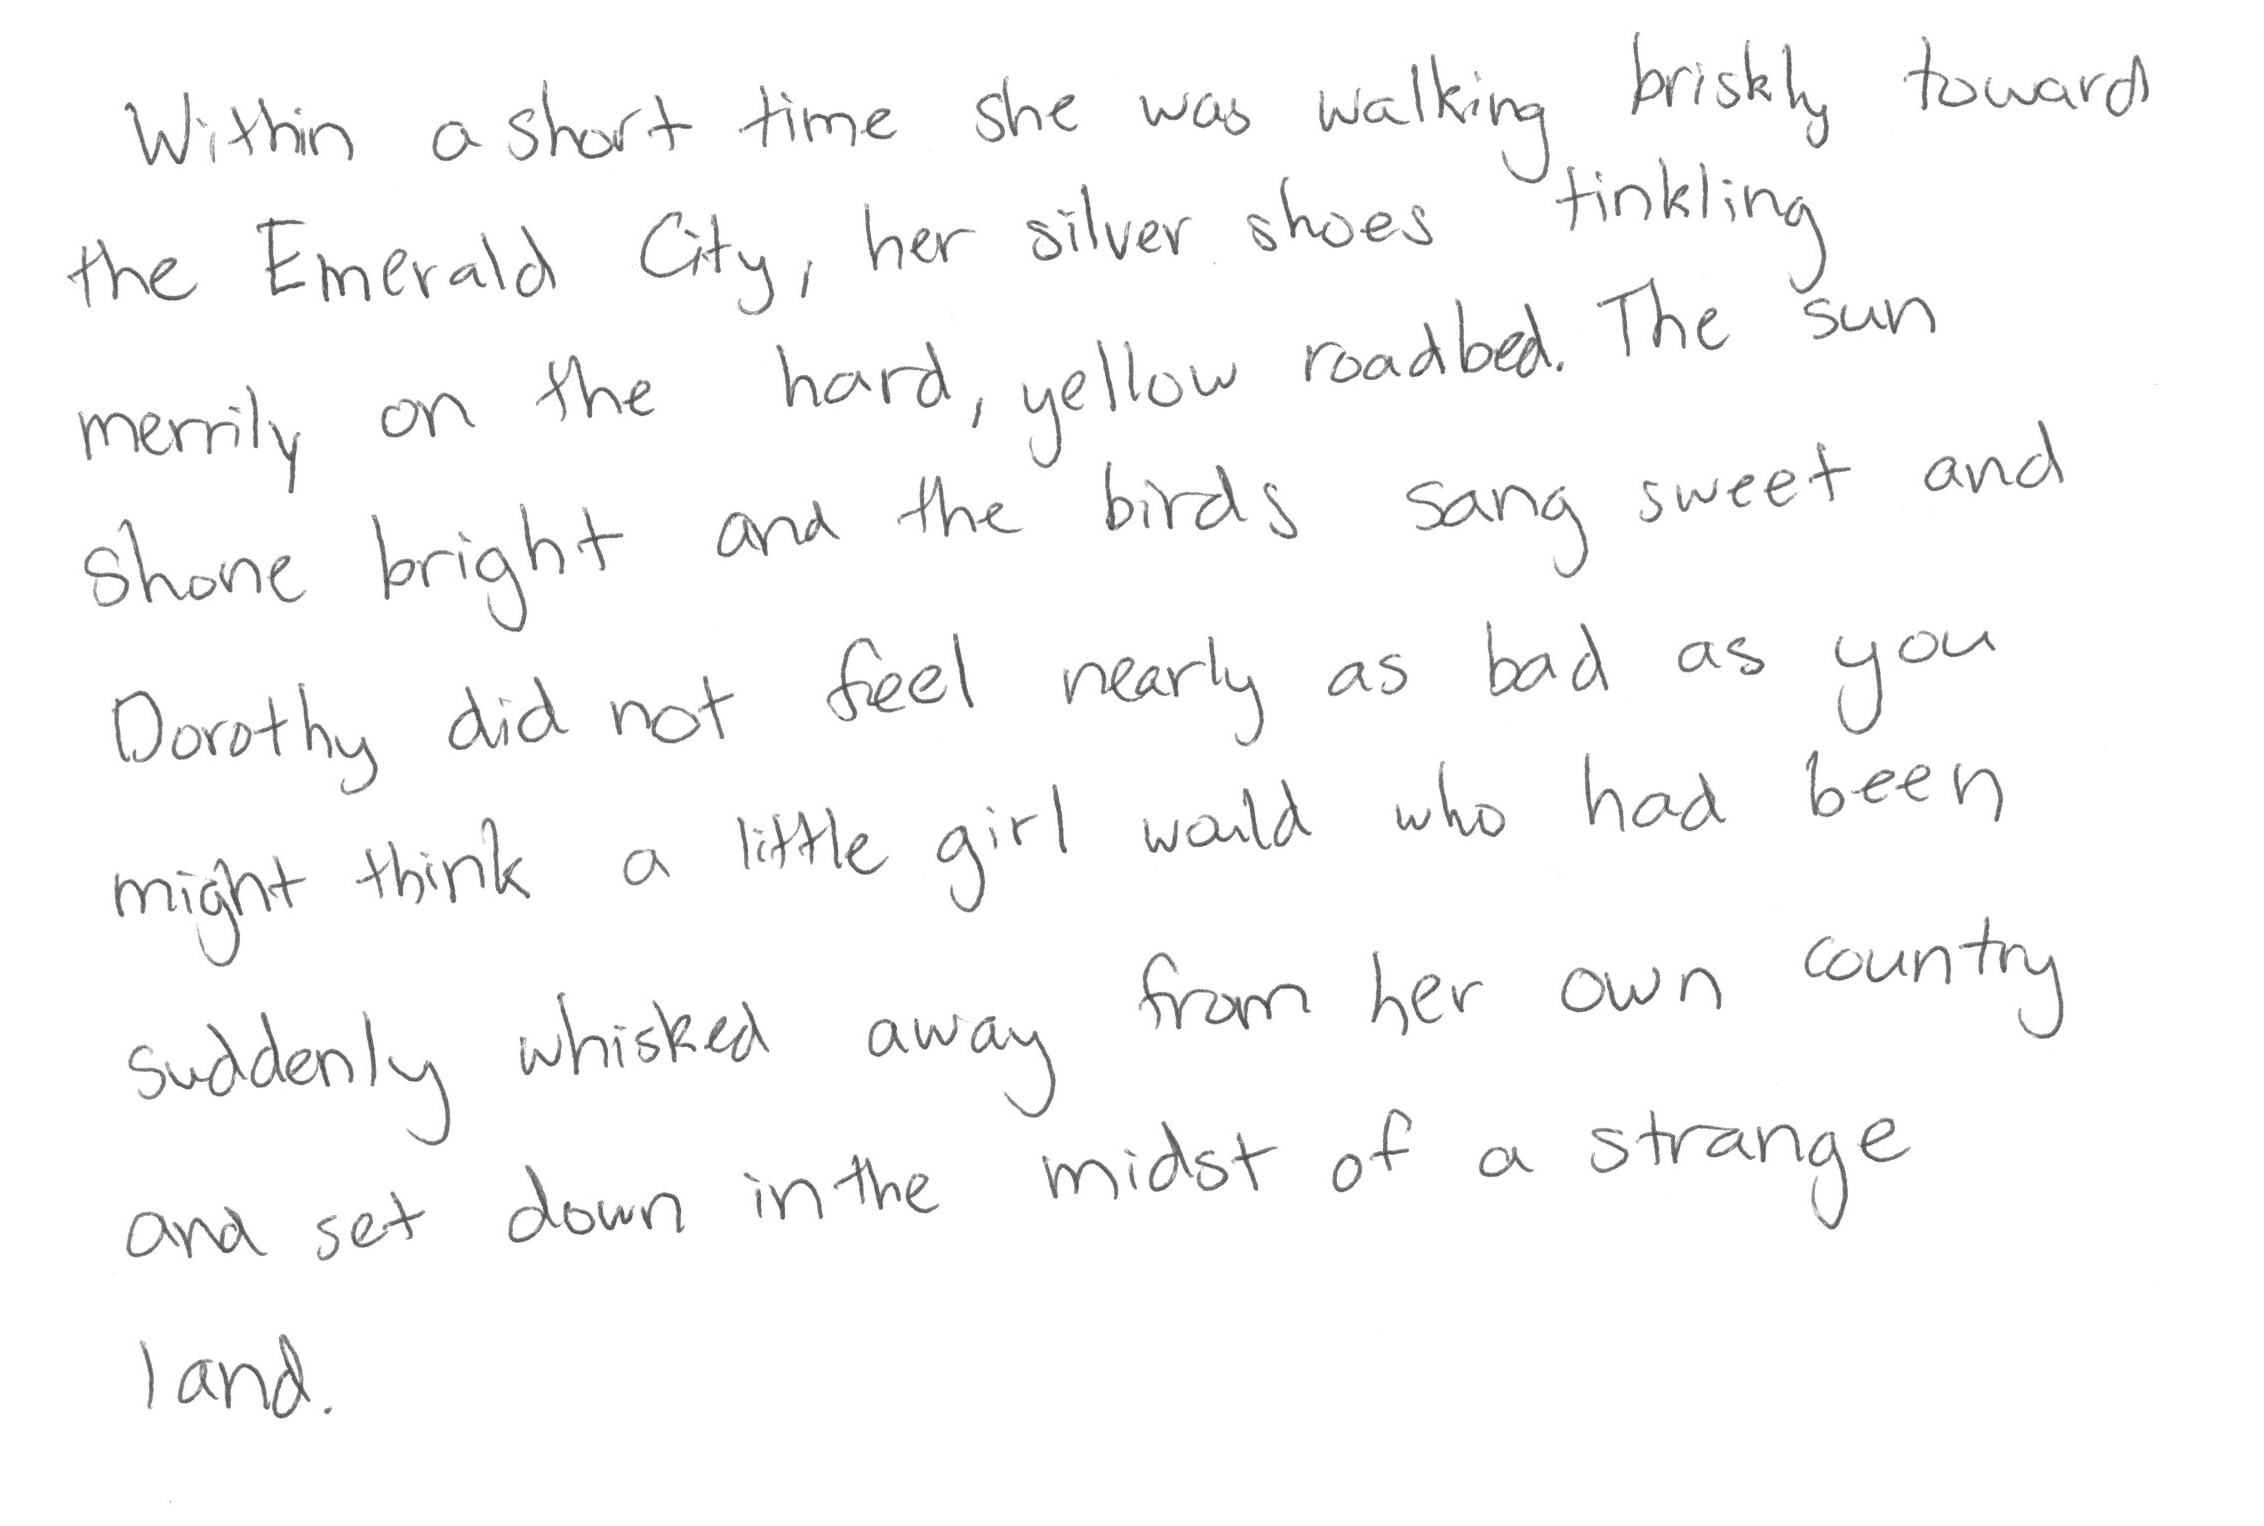 Within a short time she was walking briskly toward
the Emerald City, her silver shoes tinkling
merrily on the hard, yellow roadbed. The sun
shone bright and the birds sang sweet and
Dorothy did not feel nearly as bad as you
might think a little girl would who had been
suddenly whisked away from her own country
and set down in the midst of a strange
land.